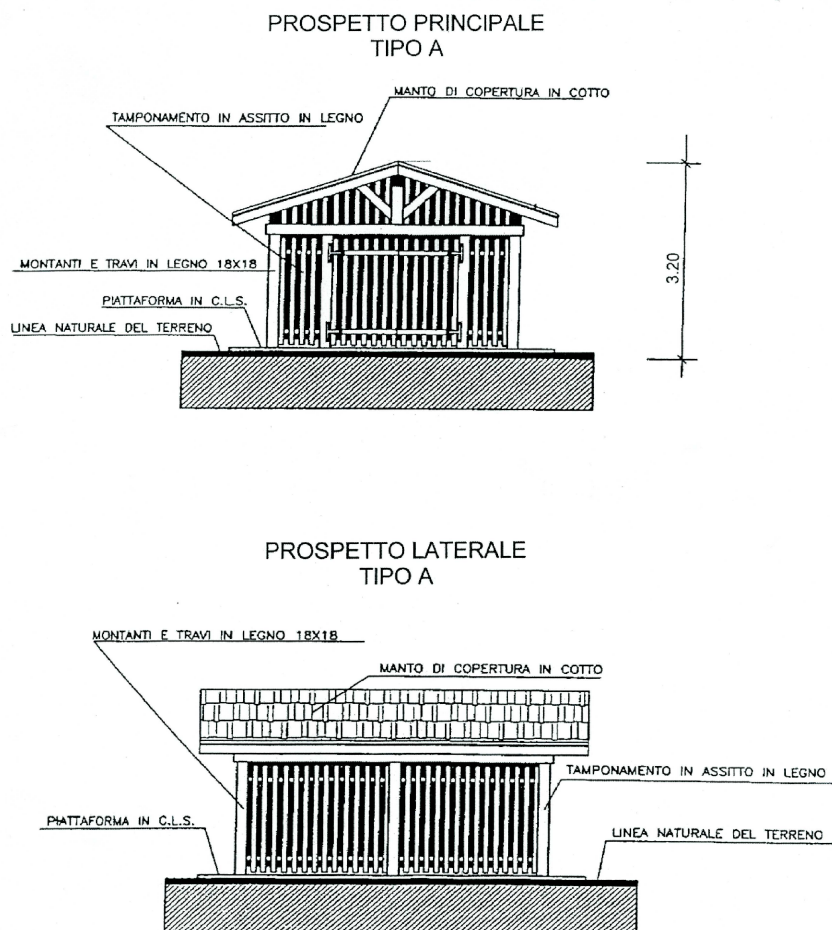 PROSPETTO PRINCIPALE
TIPO A
MANTO DI COPERTURA IN COTTO
TAMPONAMENTO IN ASSITTO IN LEGNO
MONTANTI E TRAVI IN LEGNO 18X18
3.20
PIATTAFORMA IN C.L.S.
LINEA NATURALE DEL TERRENO
PROSPETTO LATERALE
TIPO A
MONTANTI E TRAVI IN LEGNO 18X18
MANTO DI COPERTURA IN COTTO
TAMPONAMENTO IN ASSITTO IN LEGNO
PIATTAFORMA IN C.L.S.
LINEA NATURALE DEL TERRENO